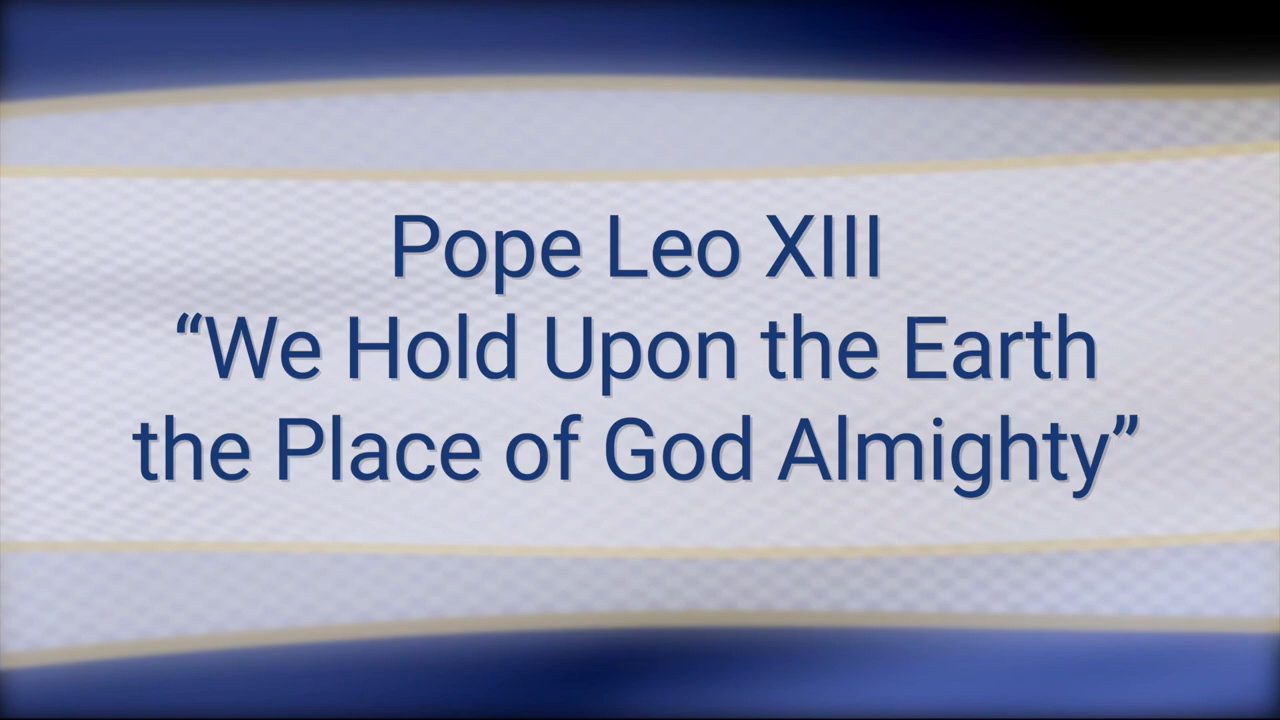 Pope Leo XIII
“We Hold Upon the Earth
the Place of God Almighty”